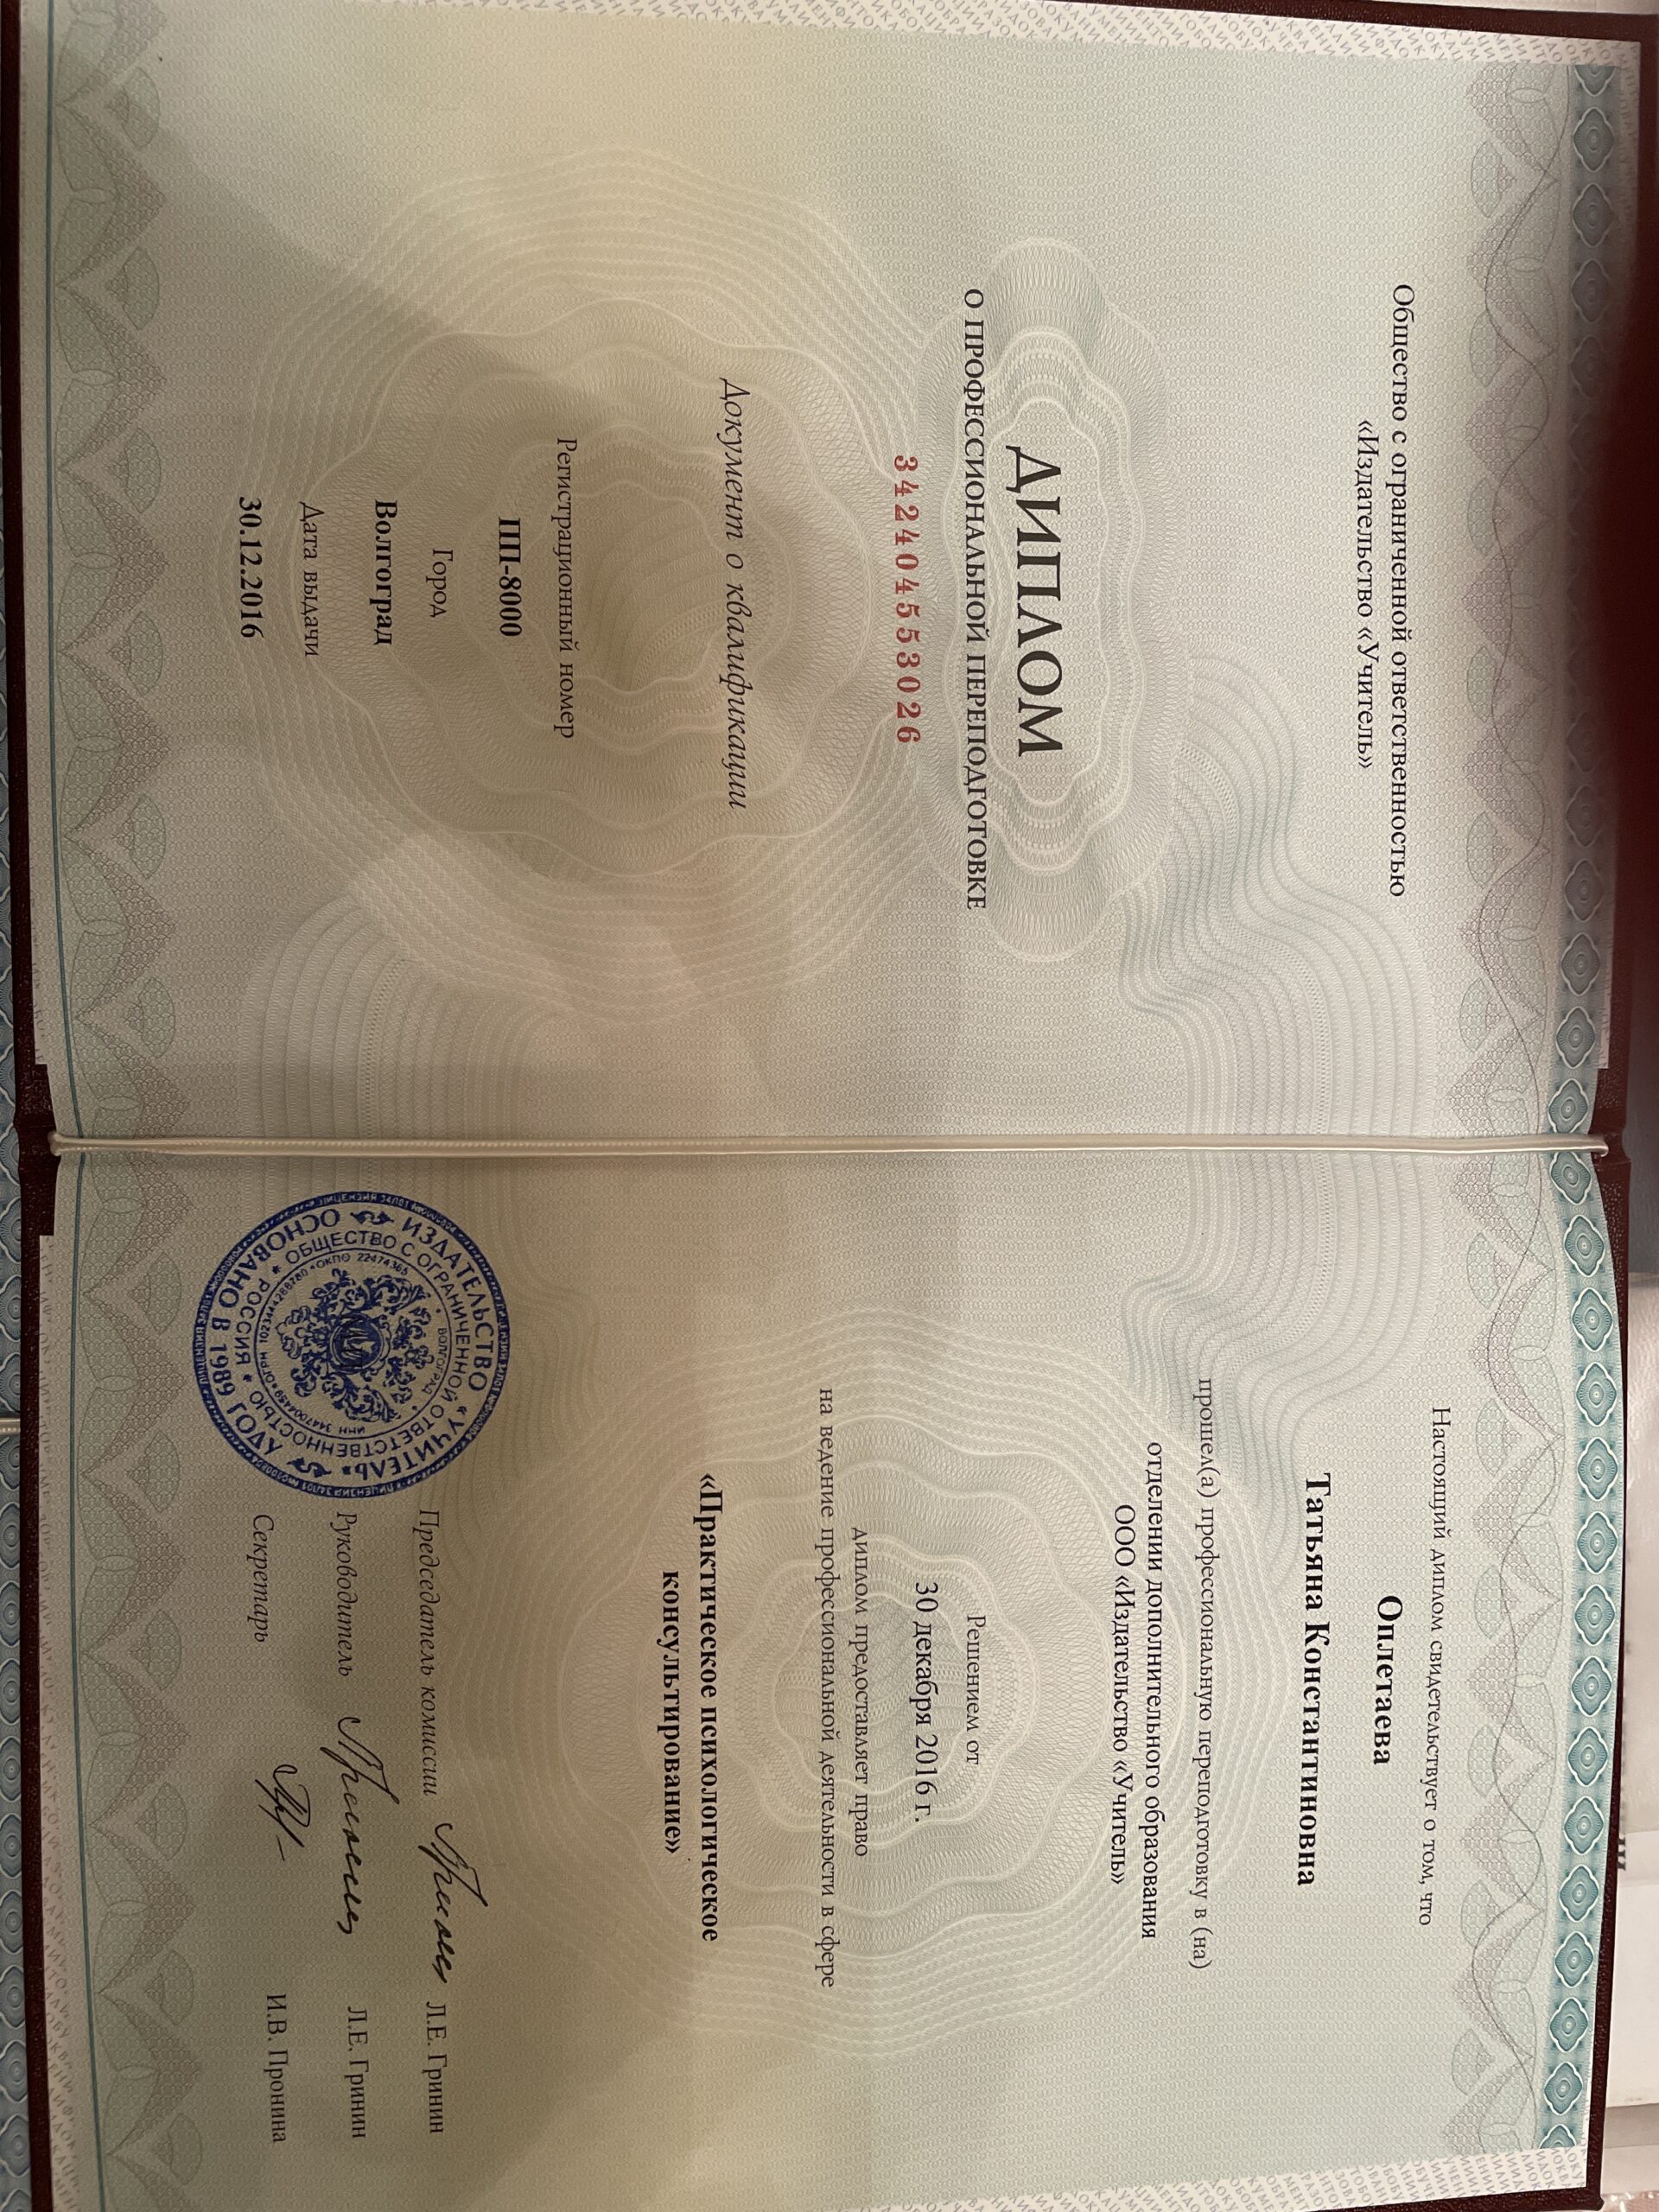 Общество с ограниченной ответственностью
«Издательство «Учитель»
ДИПЛОМ
О ПРОФЕССИОНАЛЬНОЙ ПЕРЕПОДГОТОВКЕ
342404553026
Документ о квалификации
Регистрационный номер
ПП-8000
Город
Волгоград
Дата выдачи
30.12.2016
Настоящий диплом свидетельствует о том, что
Оплетаева
Татьяна Константиновна
прошел(а) профессиональную переподготовку в (на)
отделении дополнительного образования
ООО «Издательство «Учитель»
Решением от
30 декабря 2016 г.
диплом предоставляет право
на ведение профессиональной деятельности в сфере
«Практическое психологическое
консультирование»
Председатель комиссии Л.Е. Гринин
Руководитель Л.Е. Гринин
Секретарь И.В. Пронина
ИЗДАТЕЛЬСТВО «УЧИТЕЛЬ»
ОСНОВАНО В 1989 ГОДУ
ОБЩЕСТВО С ОГРАНИЧЕННОЙ ОТВЕТСТВЕННОСТЬЮ * РОССИЯ *
ВОЛГОГРАД